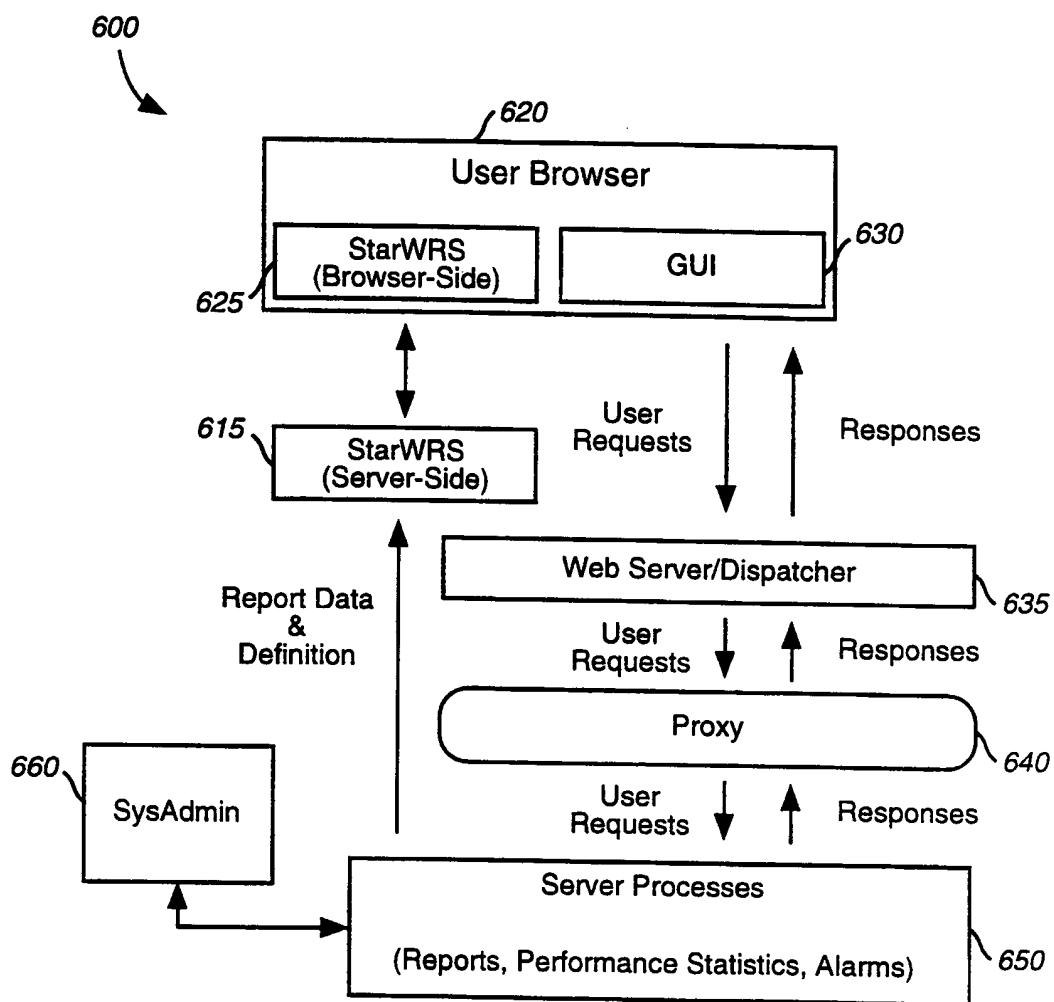 600
620
User Browser
StarWRS
(Browser-Side)
625
GUI
630
User
Requests
Responses
615
StarWRS
(Server-Side)
Web Server/Dispatcher
635
Report Data
&
Definition
User
Requests
Responses
Proxy
640
660
SysAdmin
User
Requests
Responses
Server Processes
(Reports, Performance Statistics, Alarms)
650